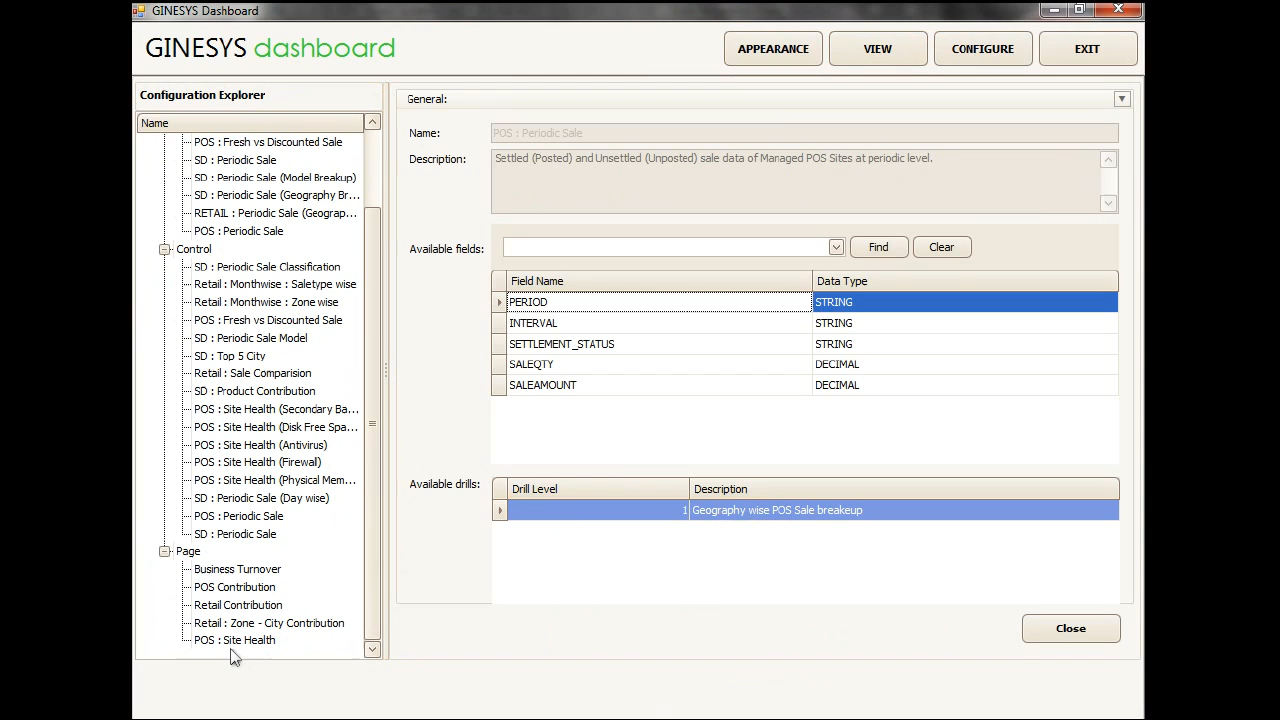 GINESYS Dashboard
GINESYS dashboard
APPEARANCE
VIEW
CONFIGURE
EXIT
Configuration Explorer
Name
POS : Fresh vs Discounted Sale
SD : Periodic Sale
SD : Periodic Sale (Model Breakup)
SD : Periodic Sale (Geography Br...
RETAIL : Periodic Sale (Geograp...
POS : Periodic Sale
Control
SD : Periodic Sale Classification
Retail : Monthwise : Saletype wise
Retail : Monthwise : Zone wise
POS : Fresh vs Discounted Sale
SD : Periodic Sale Model
SD : Top 5 City
Retail : Sale Comparision
SD : Product Contribution
POS : Site Health (Secondary Ba...
POS : Site Health (Disk Free Spa...
POS : Site Health (Antivirus)
POS : Site Health (Firewall)
POS : Site Health (Physical Mem...
SD : Periodic Sale (Day wise)
POS : Periodic Sale
SD : Periodic Sale
Page
Business Turnover
POS Contribution
Retail Contribution
Retail : Zone - City Contribution
POS : Site Health
General:
Name:
POS : Periodic Sale
Description:
Settled (Posted) and Unsettled (Unposted) sale data of Managed POS Sites at periodic level.
Available fields:
Find
Clear
Field Name
Data Type
PERIOD
STRING
INTERVAL
STRING
SETTLEMENT_STATUS
STRING
SALEQTY
DECIMAL
SALEAMOUNT
DECIMAL
Available drills:
Drill Level
Description
1
Geography wise POS Sale breakeup
Close